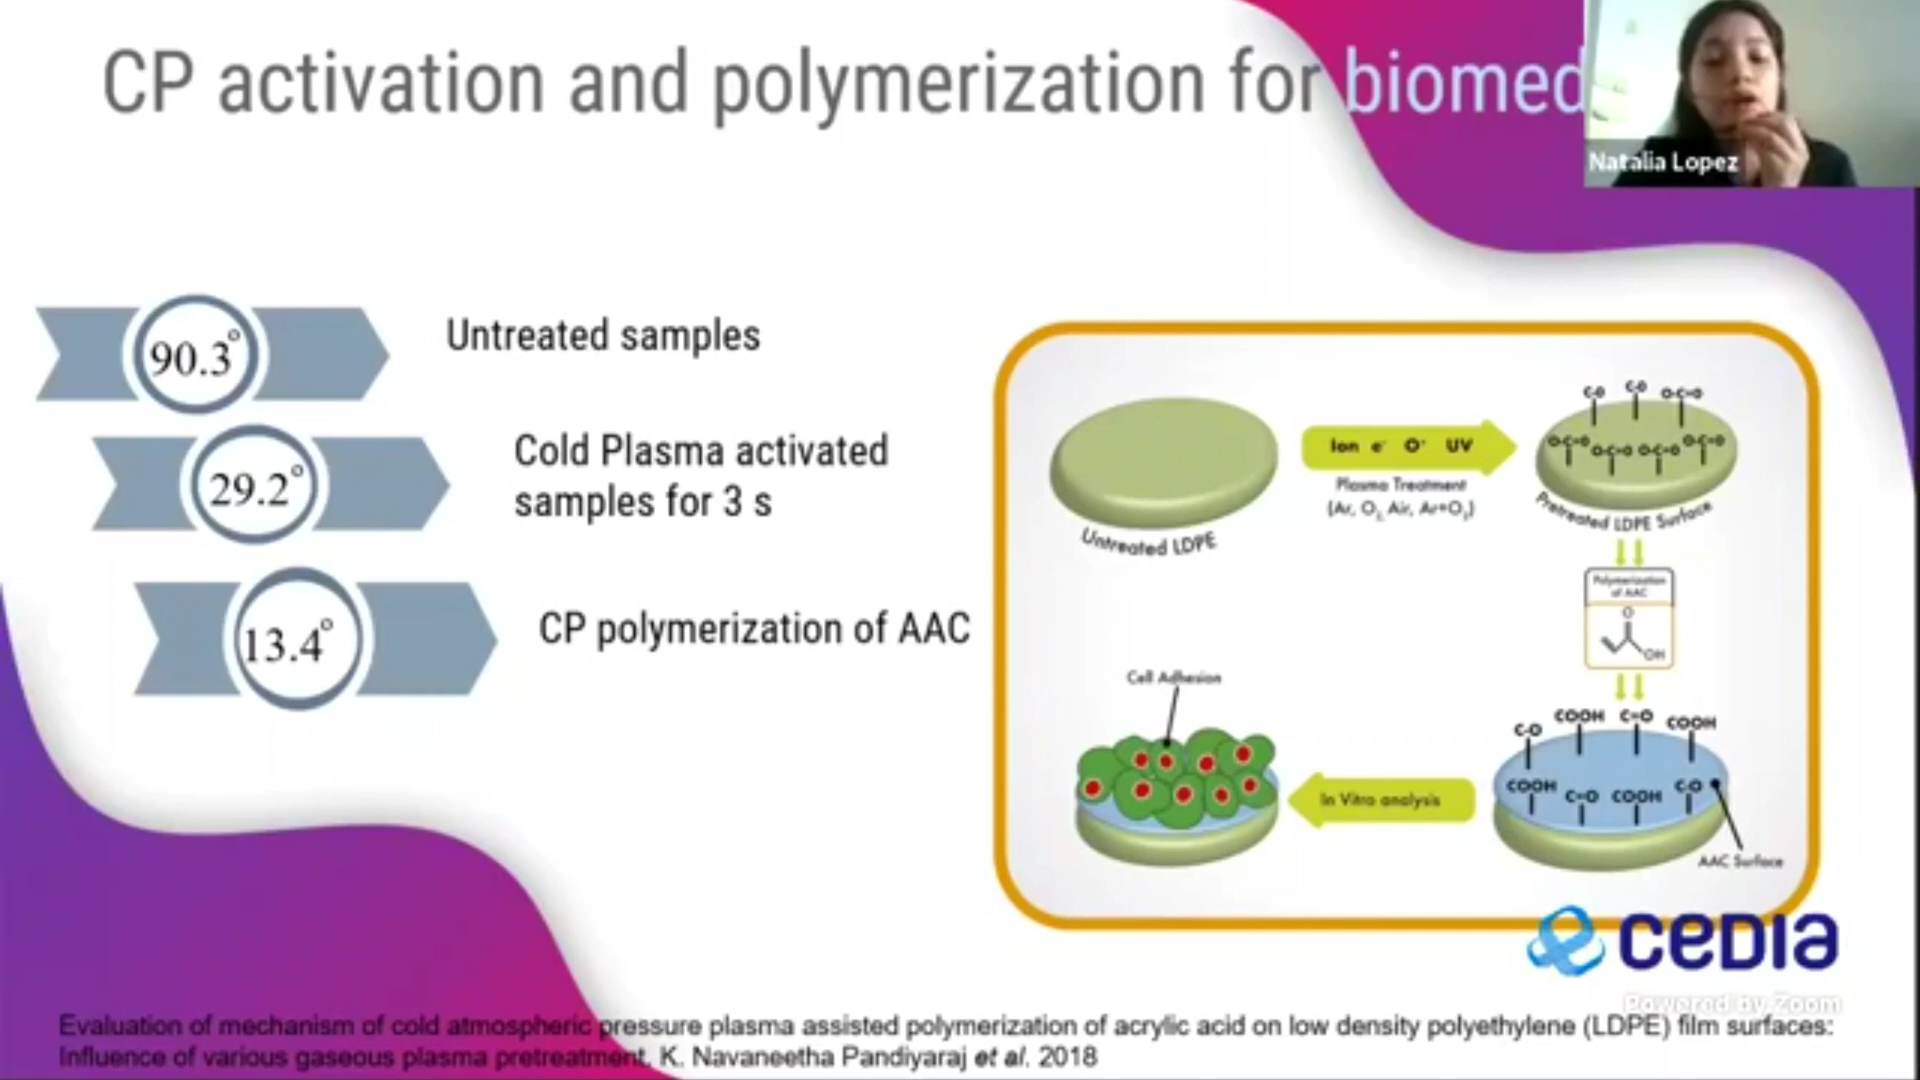 CP activation and polymerization for biomed
Natalia Lopez
90.3°
Untreated samples
29.2°
Cold Plasma activated
samples for 3 s
13.4°
CP polymerization of AAC
Untreated LDPE
Ion e⁻ O⁺ UV
Plasma Treatment
(Ar, O₂, Air, Ar+O₂)
C-O C-O O-C=O
O-C=O O-C=O O-C=O O-C=O
Pretreated LDPE Surface
Polymerization
of AAC
O
OH
C-O COOH C=O COOH
COOH C=O COOH C-O
AAC Surface
In Vitro analysis
Cell Adhesion
CEDIA
Powered by Zoom
Evaluation of mechanism of cold atmospheric pressure plasma assisted polymerization of acrylic acid on low density polyethylene (LDPE) film surfaces:
Influence of various gaseous plasma pretreatment. K. Navaneetha Pandiyaraj et al. 2018